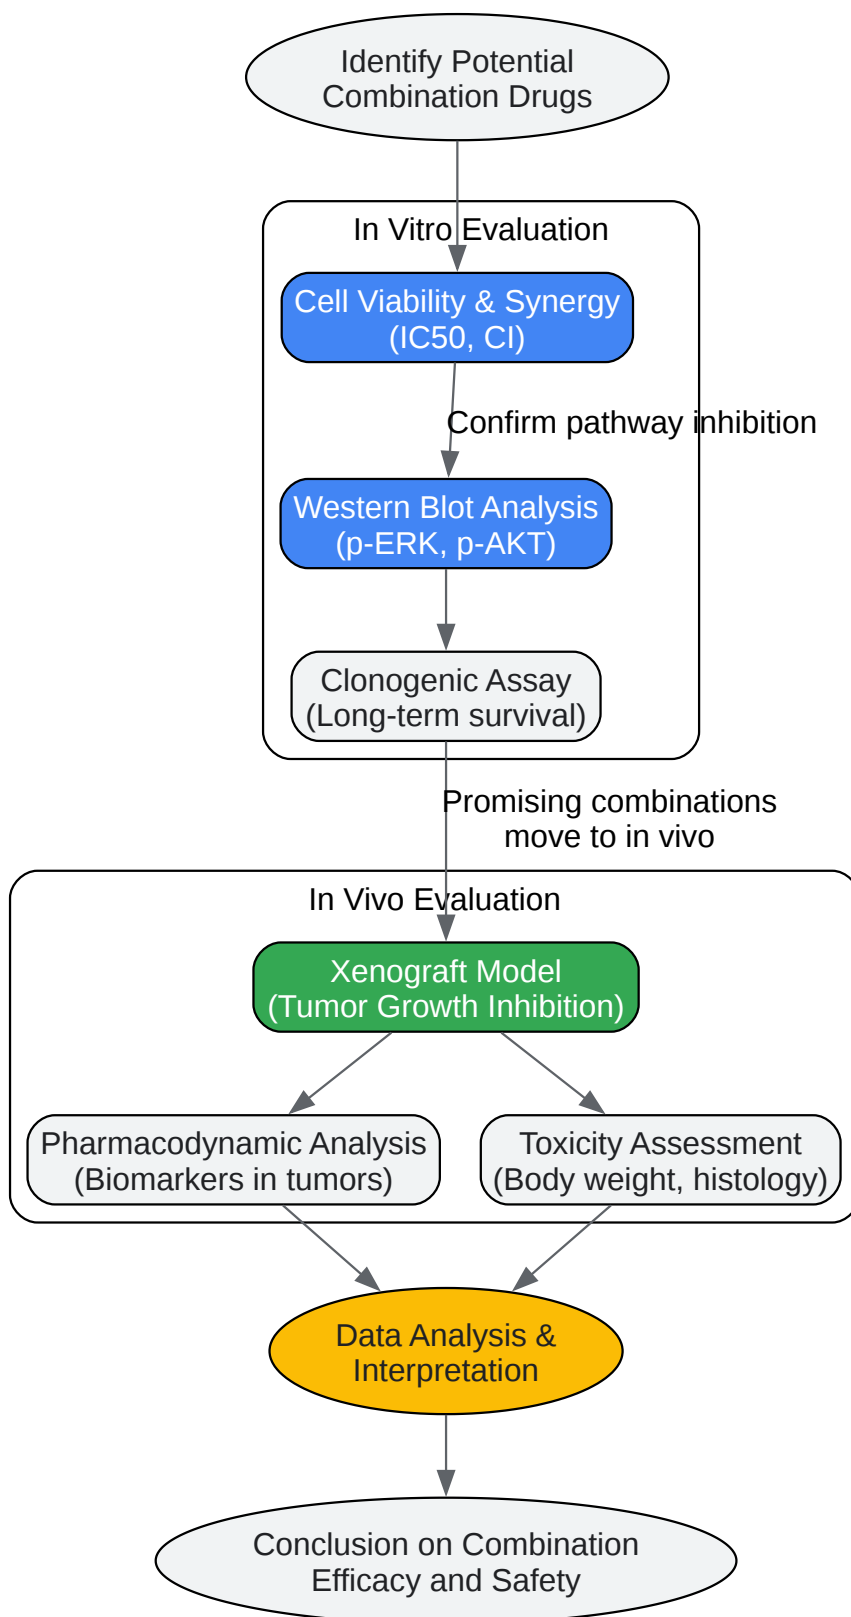 Identify Potential
Combination Drugs
In Vitro Evaluation
Cell Viability & Synergy
(IC50, CI)
Confirm pathway inhibition
Western Blot Analysis
(p-ERK, p-AKT)
Clonogenic Assay
(Long-term survival)
Promising combinations
move to in vivo
In Vivo Evaluation
Xenograft Model
(Tumor Growth Inhibition)
Pharmacodynamic Analysis
(Biomarkers in tumors)
Toxicity Assessment
(Body weight, histology)
Data Analysis &
Interpretation
Conclusion on Combination
Efficacy and Safety